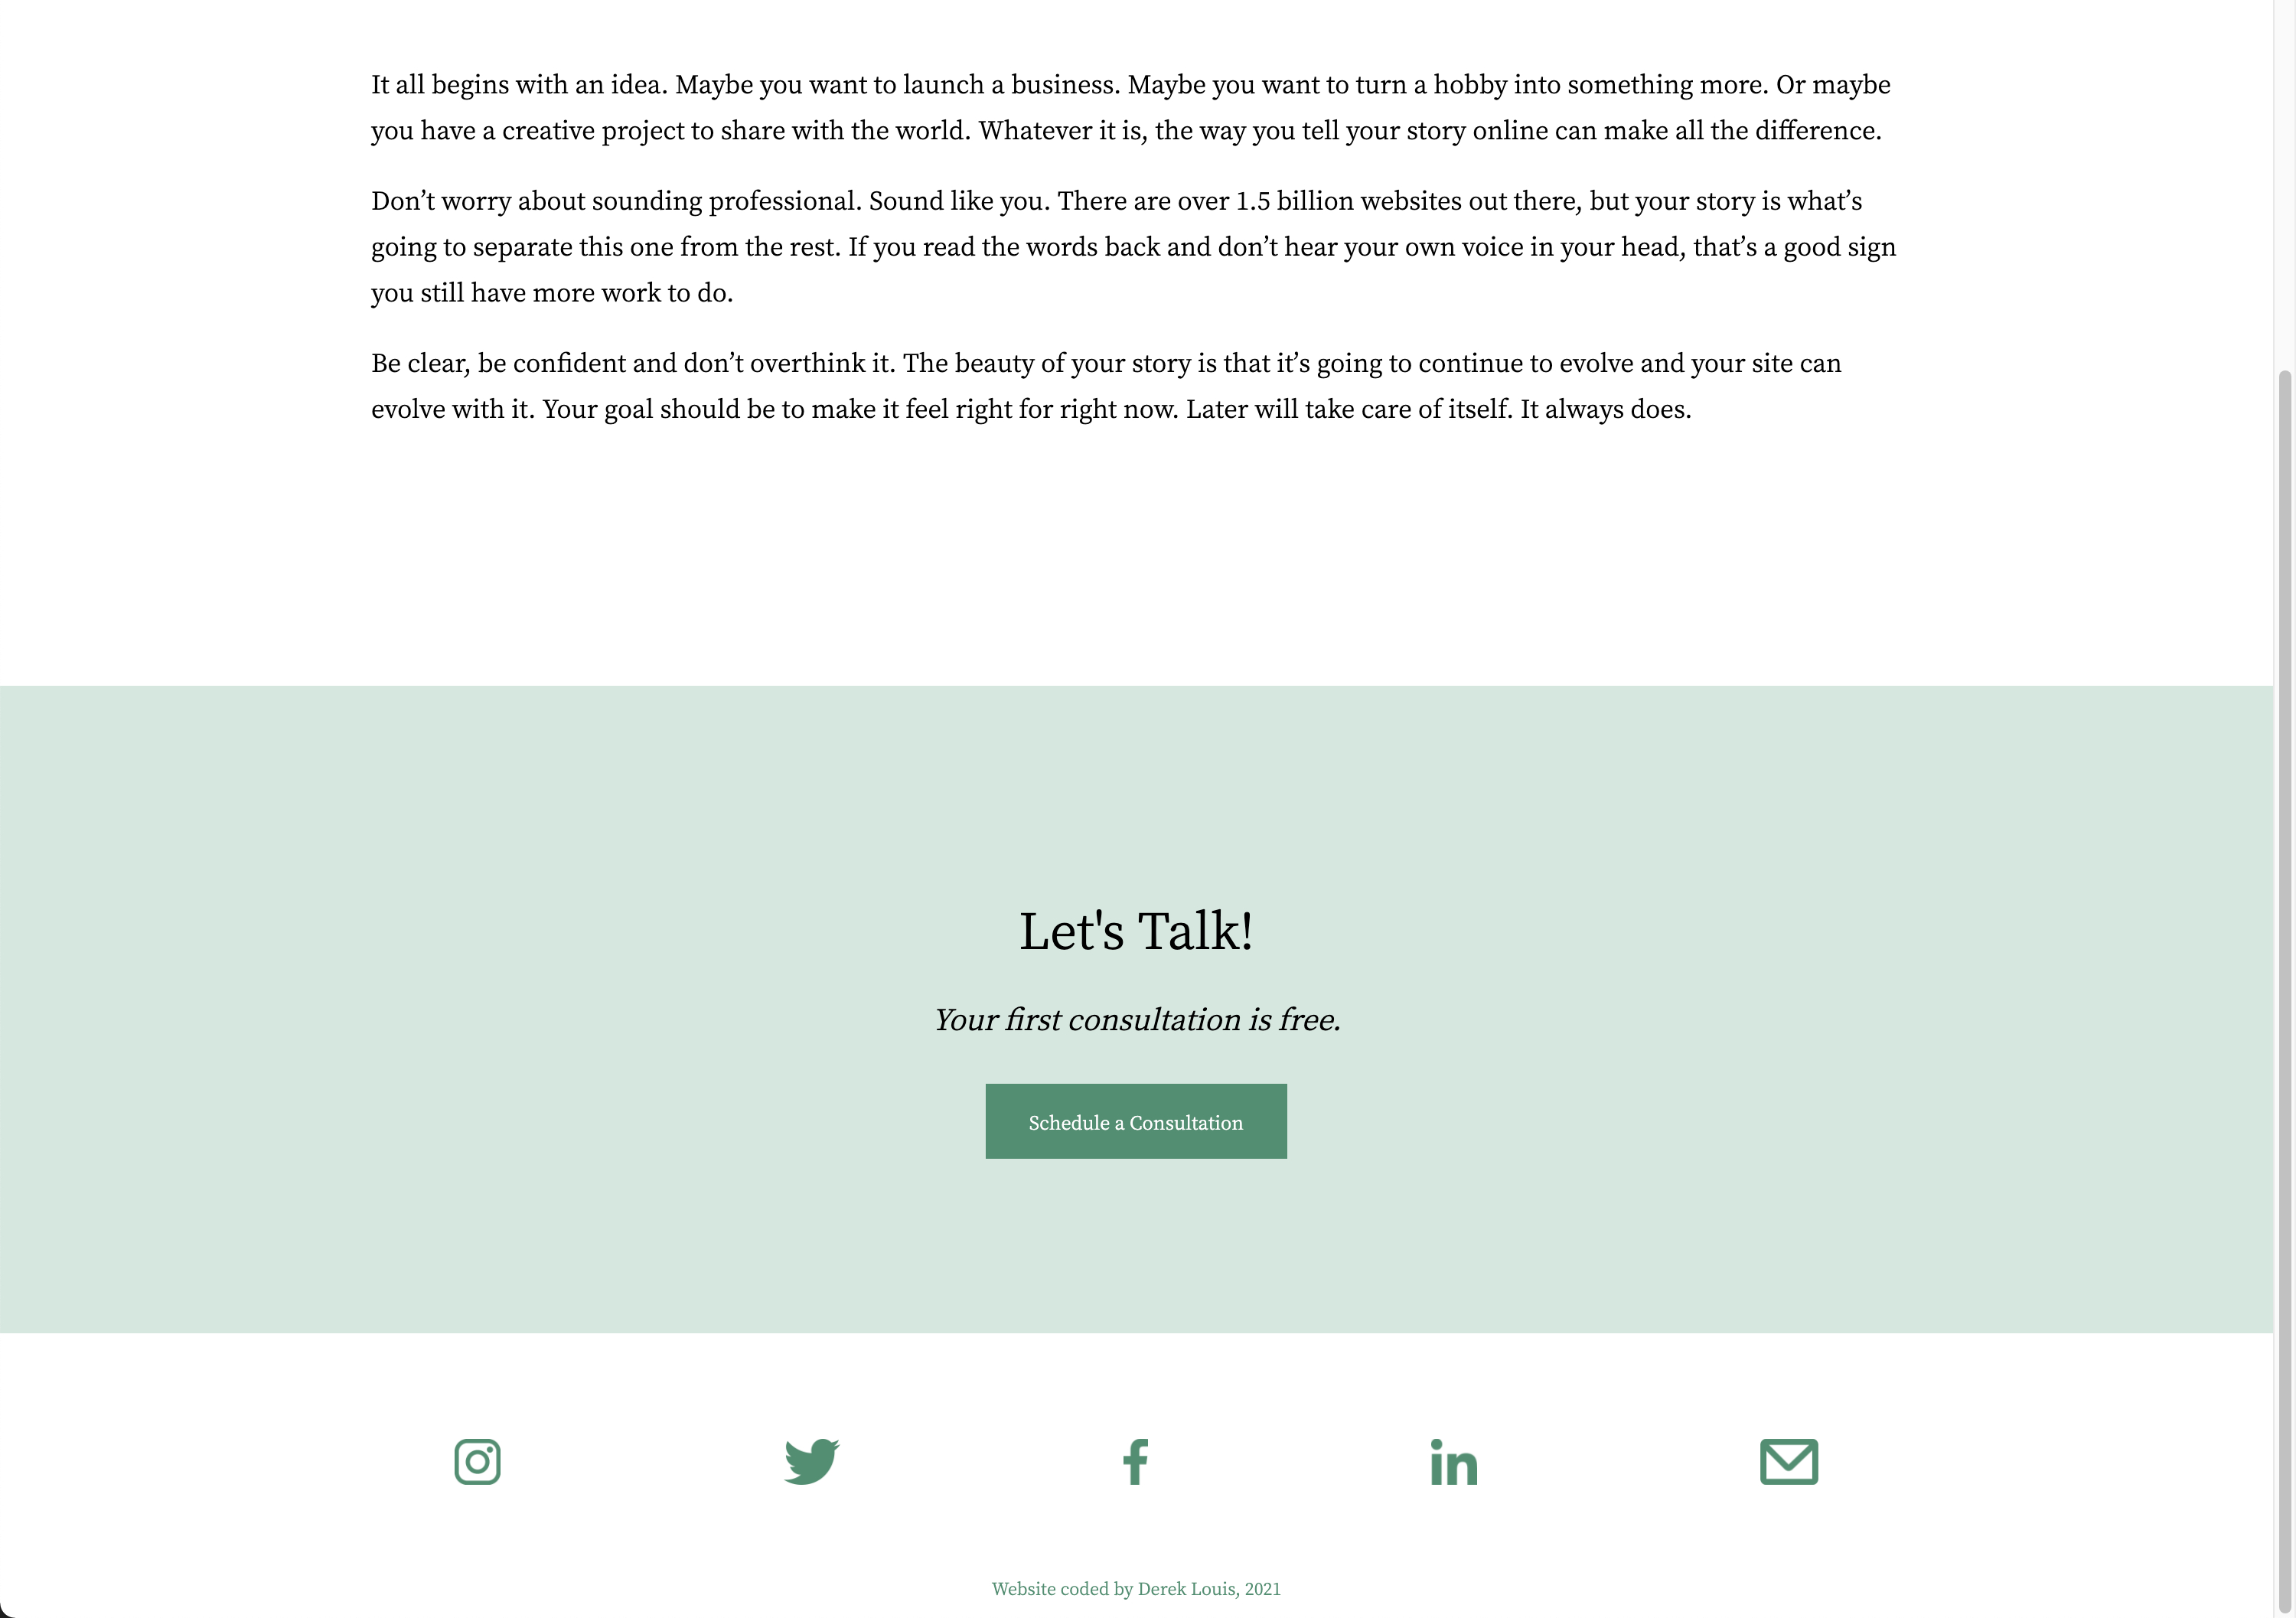 It all begins with an idea. Maybe you want to launch a business. Maybe you want to turn a hobby into something more. Or maybe
you have a creative project to share with the world. Whatever it is, the way you tell your story online can make all the difference.
Don’t worry about sounding professional. Sound like you. There are over 1.5 billion websites out there, but your story is what’s
going to separate this one from the rest. If you read the words back and don’t hear your own voice in your head, that’s a good sign
you still have more work to do.
Be clear, be confident and don’t overthink it. The beauty of your story is that it’s going to continue to evolve and your site can
evolve with it. Your goal should be to make it feel right for right now. Later will take care of itself. It always does.
Let's Talk!
Your first consultation is free.
Schedule a Consultation
Website coded by Derek Louis, 2021